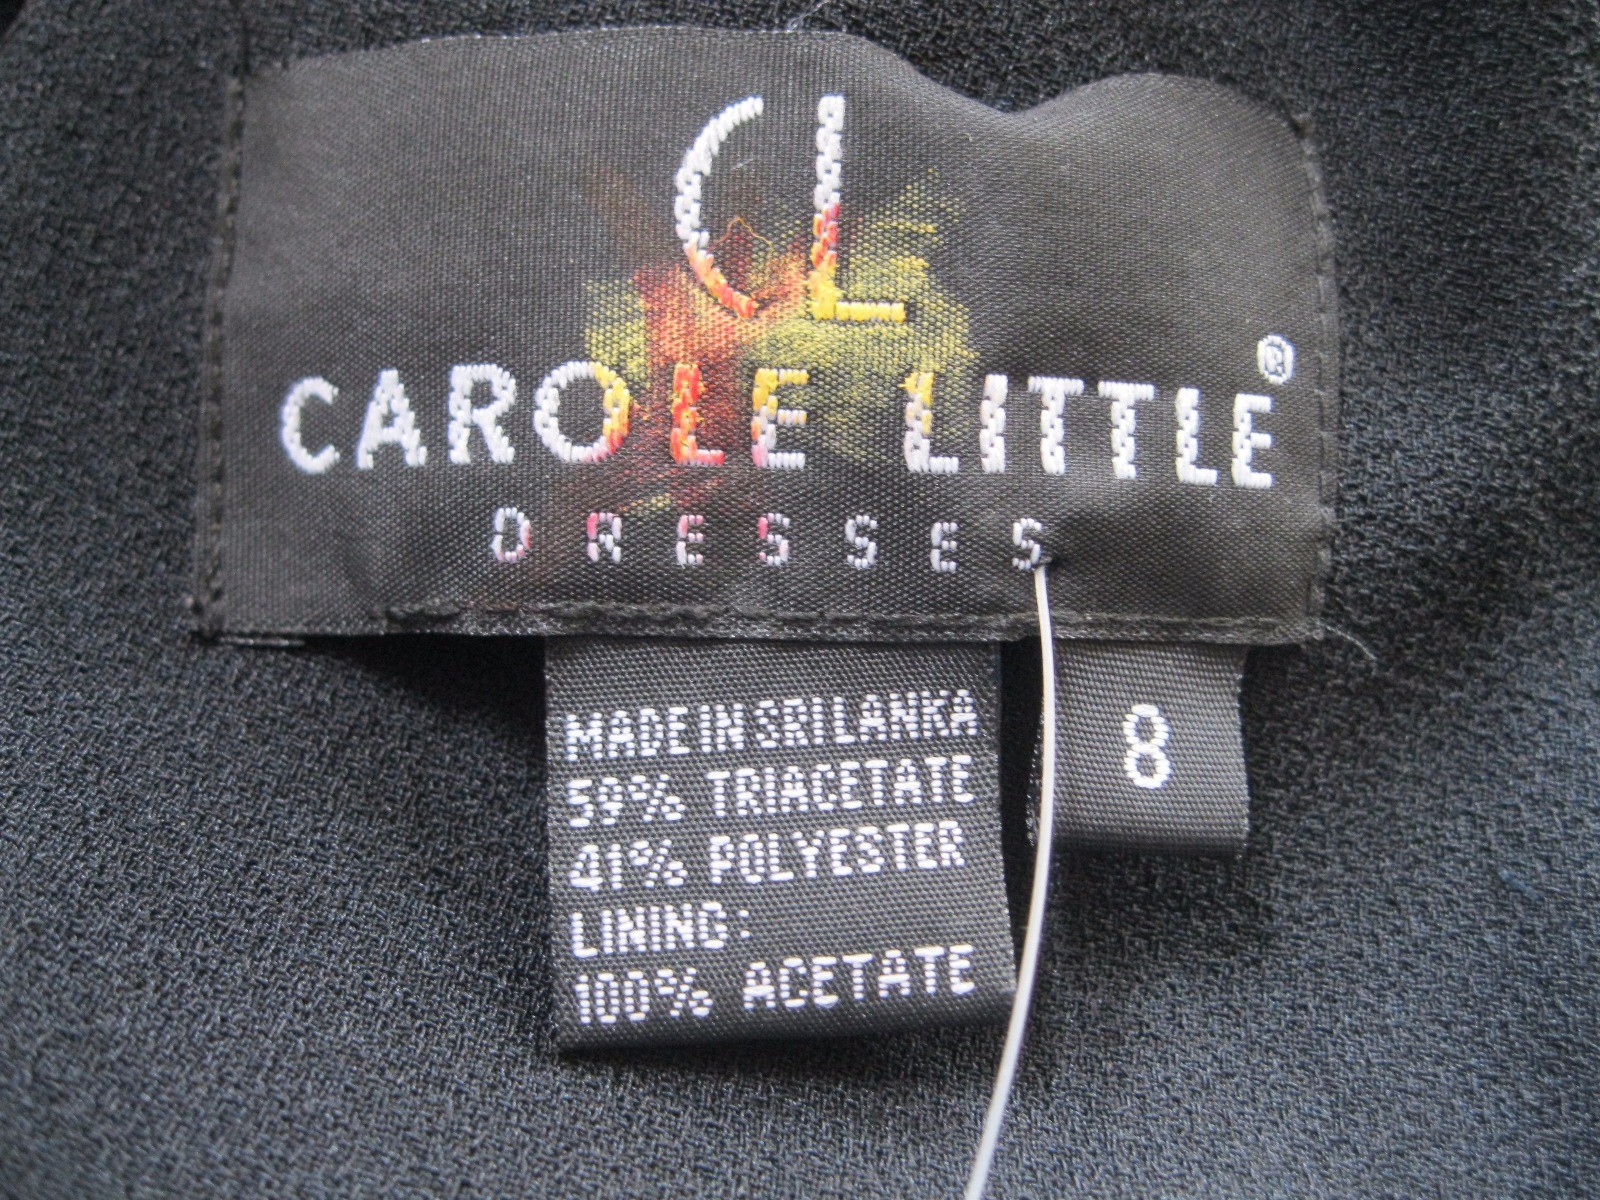 CL
CAROLE LITTLE®
DRESSES
MADE IN SRI LANKA
59% TRIACETATE
41% POLYESTER
LINING:
100% ACETATE
8